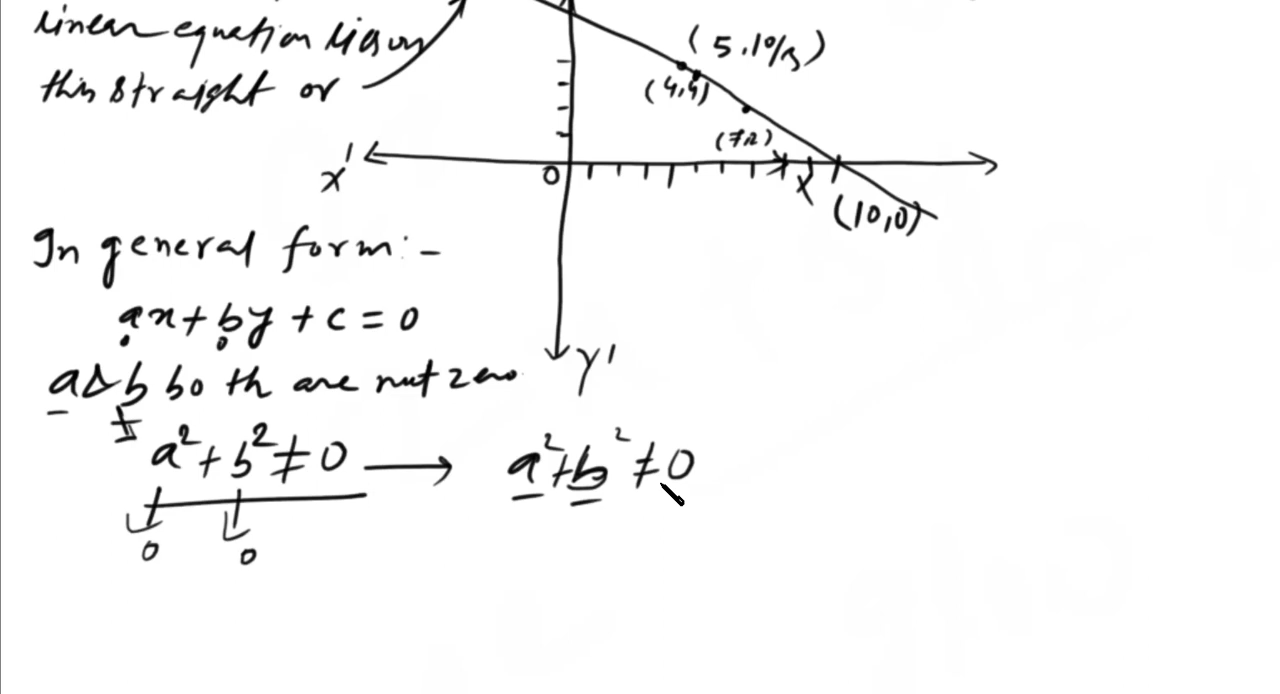 linear equation lies on
this straight or
(5.10/3)
(4,4)
(7,2)
X'
O
X
(10,0)
In general form:-
ax+by+c=0
a & b both are not zero
Y'
a²+b²≠0 → a²+b²≠0
0 0